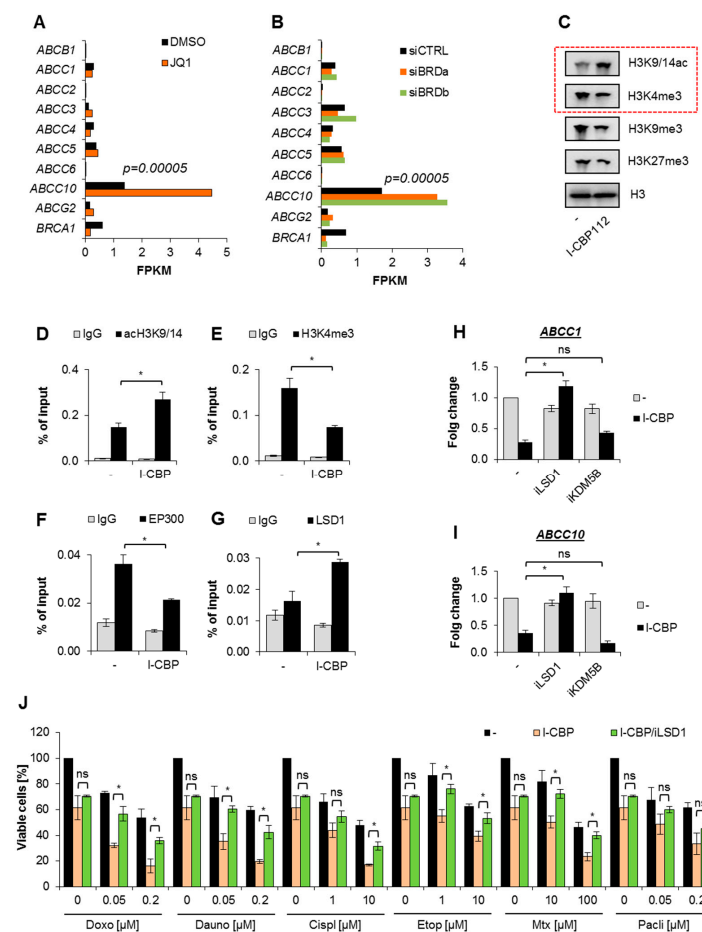 A
DMSO
JQ1
ABCB1
ABCC1
ABCC2
ABCC3
ABCC4
ABCC5
ABCC6
ABCC10
ABCG2
BRCA1
p=0.00005
0 1 2 3 4 5
FPKM
B
siCTRL
siBRDa
siBRDb
ABCB1
ABCC1
ABCC2
ABCC3
ABCC4
ABCC5
ABCC6
ABCC10
ABCG2
BRCA1
p=0.00005
0 1 2 3 4
FPKM
C
H3K9/14ac
H3K4me3
H3K9me3
H3K27me3
H3
-
I-CBP112
D
IgG acH3K9/14
% of input
0.4
0.2
0.0
*
- I-CBP
E
IgG H3K4me3
% of input
0.2
0.1
0.0
*
- I-CBP
F
IgG EP300
% of input
0.04
0.02
0.00
*
- I-CBP
G
IgG LSD1
% of input
0.03
0.02
0.01
0.00
*
- I-CBP
H
ABCC1
Folg change
1.5
1.0
0.5
0.0
ns
*
-
I-CBP
- iLSD1 iKDM5B
I
ABCC10
Folg change
1.5
1.0
0.5
0.0
ns
*
-
I-CBP
- iLSD1 iKDM5B
J
- I-CBP I-CBP/iLSD1
Viable cells [%]
120
100
80
60
40
20
0
ns * * ns * * ns ns * ns * * ns * * ns ns
0 0.05 0.2 0 0.05 0.2 0 1 10 0 1 10 0 10 100 0 0.05 0.2
Doxo [µM] Dauno [µM] Cispl [µM] Etop [µM] Mtx [µM] Pacli [µM]